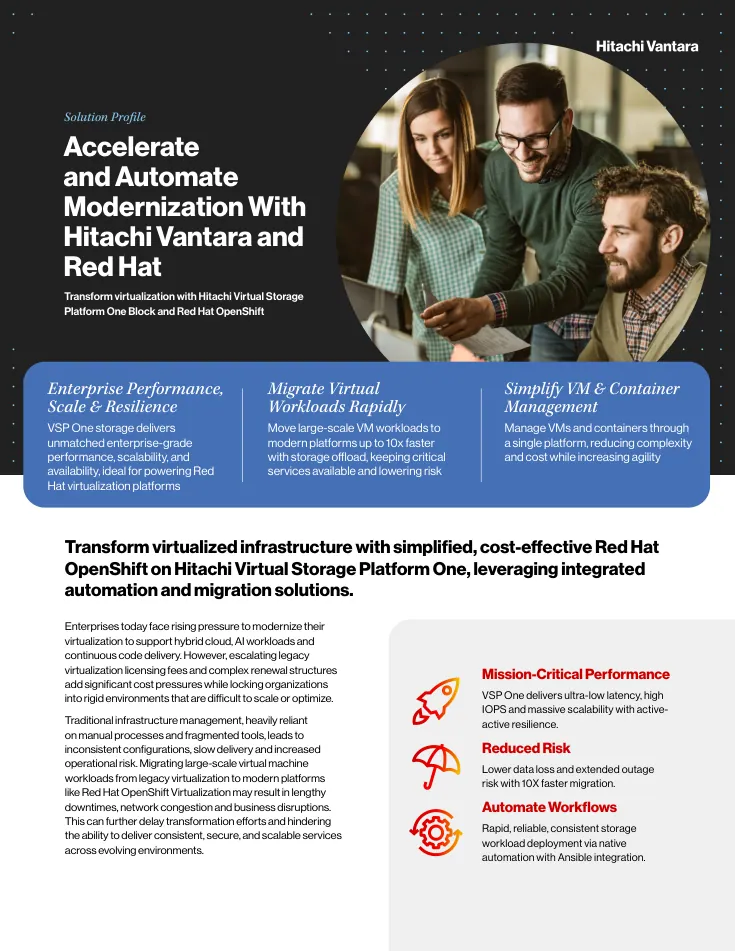 Hitachi Vantara
Solution Profile
Accelerate
and Automate
Modernization With
Hitachi Vantara and
Red Hat
Transform virtualization with Hitachi Virtual Storage
Platform One Block and Red Hat OpenShift
Enterprise Performance,
Scale & Resilience
VSP One storage delivers
unmatched enterprise-grade
performance, scalability, and
availability, ideal for powering Red
Hat virtualization platforms
Migrate Virtual
Workloads Rapidly
Move large-scale VM workloads to
modern platforms up to 10x faster
with storage offload, keeping critical
services available and lowering risk
Simplify VM & Container
Management
Manage VMs and containers through
a single platform, reducing complexity
and cost while increasing agility
Transform virtualized infrastructure with simplified, cost-effective Red Hat
OpenShift on Hitachi Virtual Storage Platform One, leveraging integrated
automation and migration solutions.
Enterprises today face rising pressure to modernize their
virtualization to support hybrid cloud, AI workloads and
continuous code delivery. However, escalating legacy
virtualization licensing fees and complex renewal structures
add significant cost pressures while locking organizations
into rigid environments that are difficult to scale or optimize.
Traditional infrastructure management, heavily reliant
on manual processes and fragmented tools, leads to
inconsistent configurations, slow delivery and increased
operational risk. Migrating large-scale virtual machine
workloads from legacy virtualization to modern platforms
like Red Hat OpenShift Virtualization may result in lengthy
downtimes, network congestion and business disruptions.
This can further delay transformation efforts and hindering
the ability to deliver consistent, secure, and scalable services
across evolving environments.
Mission-Critical Performance
VSP One delivers ultra-low latency, high
IOPS and massive scalability with active-
active resilience.
Reduced Risk
Lower data loss and extended outage
risk with 10X faster migration.
Automate Workflows
Rapid, reliable, consistent storage
workload deployment via native
automation with Ansible integration.